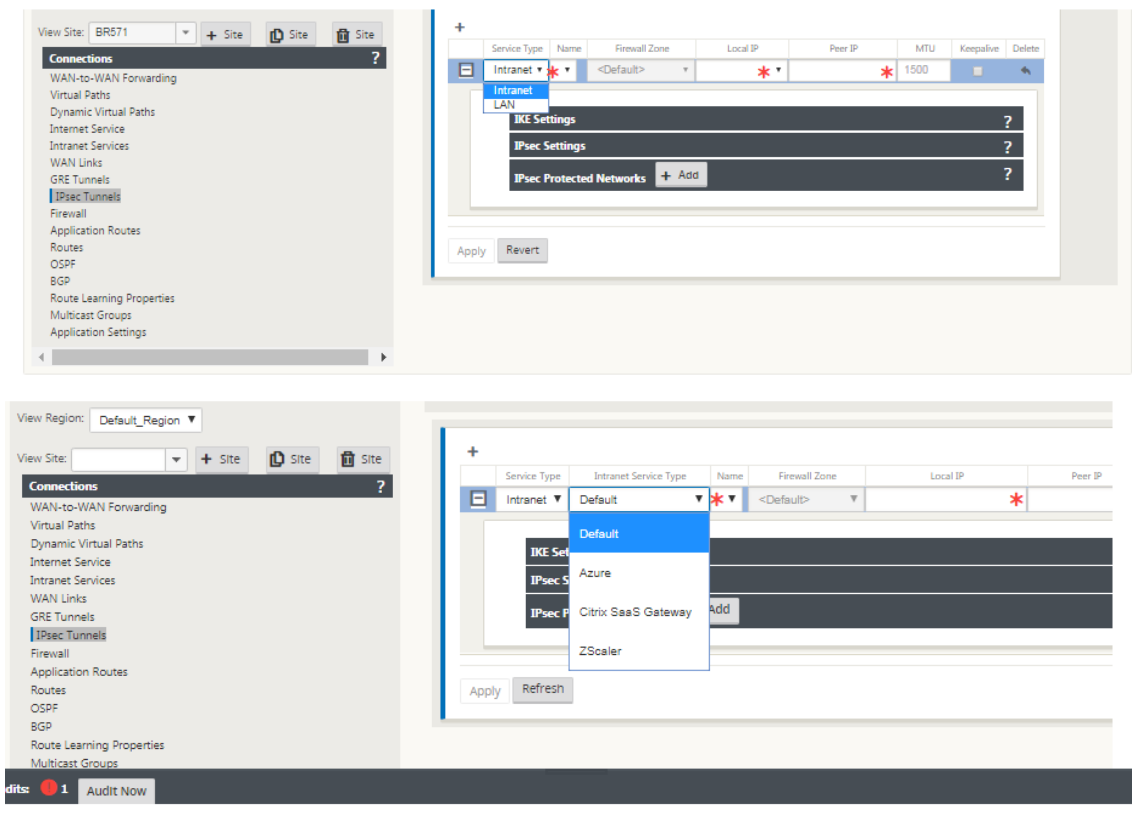 View Site: BR571 + Site Site Site
Connections ?
WAN-to-WAN Forwarding
Virtual Paths
Dynamic Virtual Paths
Internet Service
Intranet Services
WAN Links
GRE Tunnels
IPsec Tunnels
Firewall
Application Routes
Routes
OSPF
BGP
Route Learning Properties
Multicast Groups
Application Settings
+
Service Type Name Firewall Zone Local IP Peer IP MTU Keepalive Delete
Intranet <Default> 1500
Intranet
LAN
IKE Settings ?
IPsec Settings ?
IPsec Protected Networks + Add ?
Apply Revert
View Region: Default_Region
View Site: + Site Site Site
Connections ?
WAN-to-WAN Forwarding
Virtual Paths
Dynamic Virtual Paths
Internet Service
Intranet Services
WAN Links
GRE Tunnels
IPsec Tunnels
Firewall
Application Routes
Routes
OSPF
BGP
Route Learning Properties
Multicast Groups
+
Service Type Intranet Service Type Name Firewall Zone Local IP Peer IP
Intranet Default <Default>
Default
Azure
Citrix SaaS Gateway
ZScaler
IKE Set
IPsec S
IPsec P Add
Apply Refresh
dits: 1 Audit Now